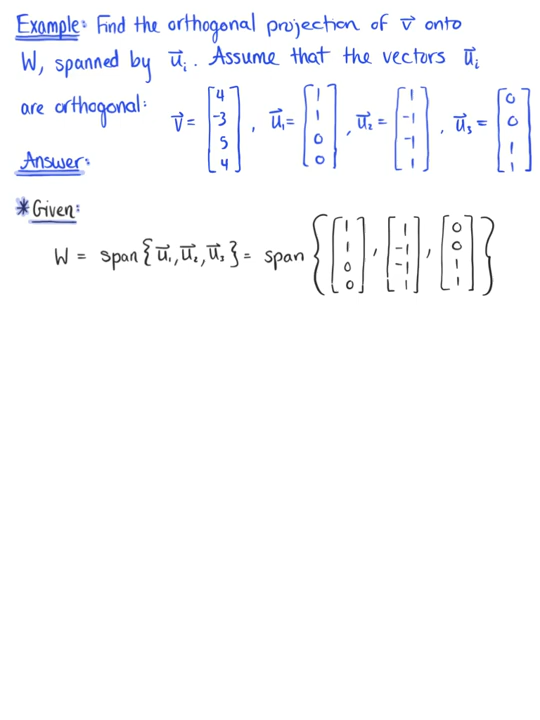 Example: Find the orthogonal projection of v⃗ onto
W, spanned by u⃗ᵢ. Assume that the vectors u⃗ᵢ
are orthogonal: v⃗ = [4 -3 5 4], u⃗₁ = [1 1 0 0], u⃗₂ = [1 -1 -1 1], u⃗₃ = [0 0 1 1]
Answer:
*Given:
W = span{u⃗₁, u⃗₂, u⃗₃} = span{[1 1 0 0], [1 -1 -1 1], [0 0 1 1]}